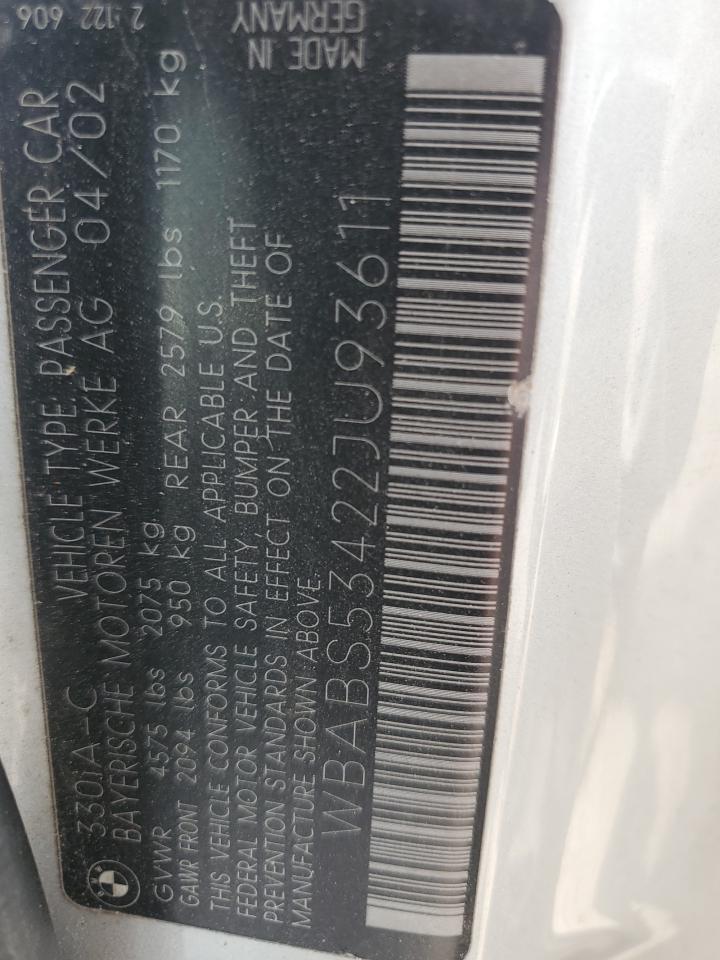 330iA-C VEHICLE TYPE PASSENGER CAR 2 122 606
BAYERISCHE MOTOREN WERKE AG 04/02
GVWR 4575 lbs 2075 kg
GAWR FRONT 2094 lbs 950 kg REAR 2579 lbs 1170 kg
THIS VEHICLE CONFORMS TO ALL APPLICABLE U.S.
FEDERAL MOTOR VEHICLE SAFETY, BUMPER AND THEFT
PREVENTION STANDARDS IN EFFECT ON THE DATE OF
MANUFACTURE SHOWN ABOVE.
MADE IN
GERMANY
WBABS53422JU93611